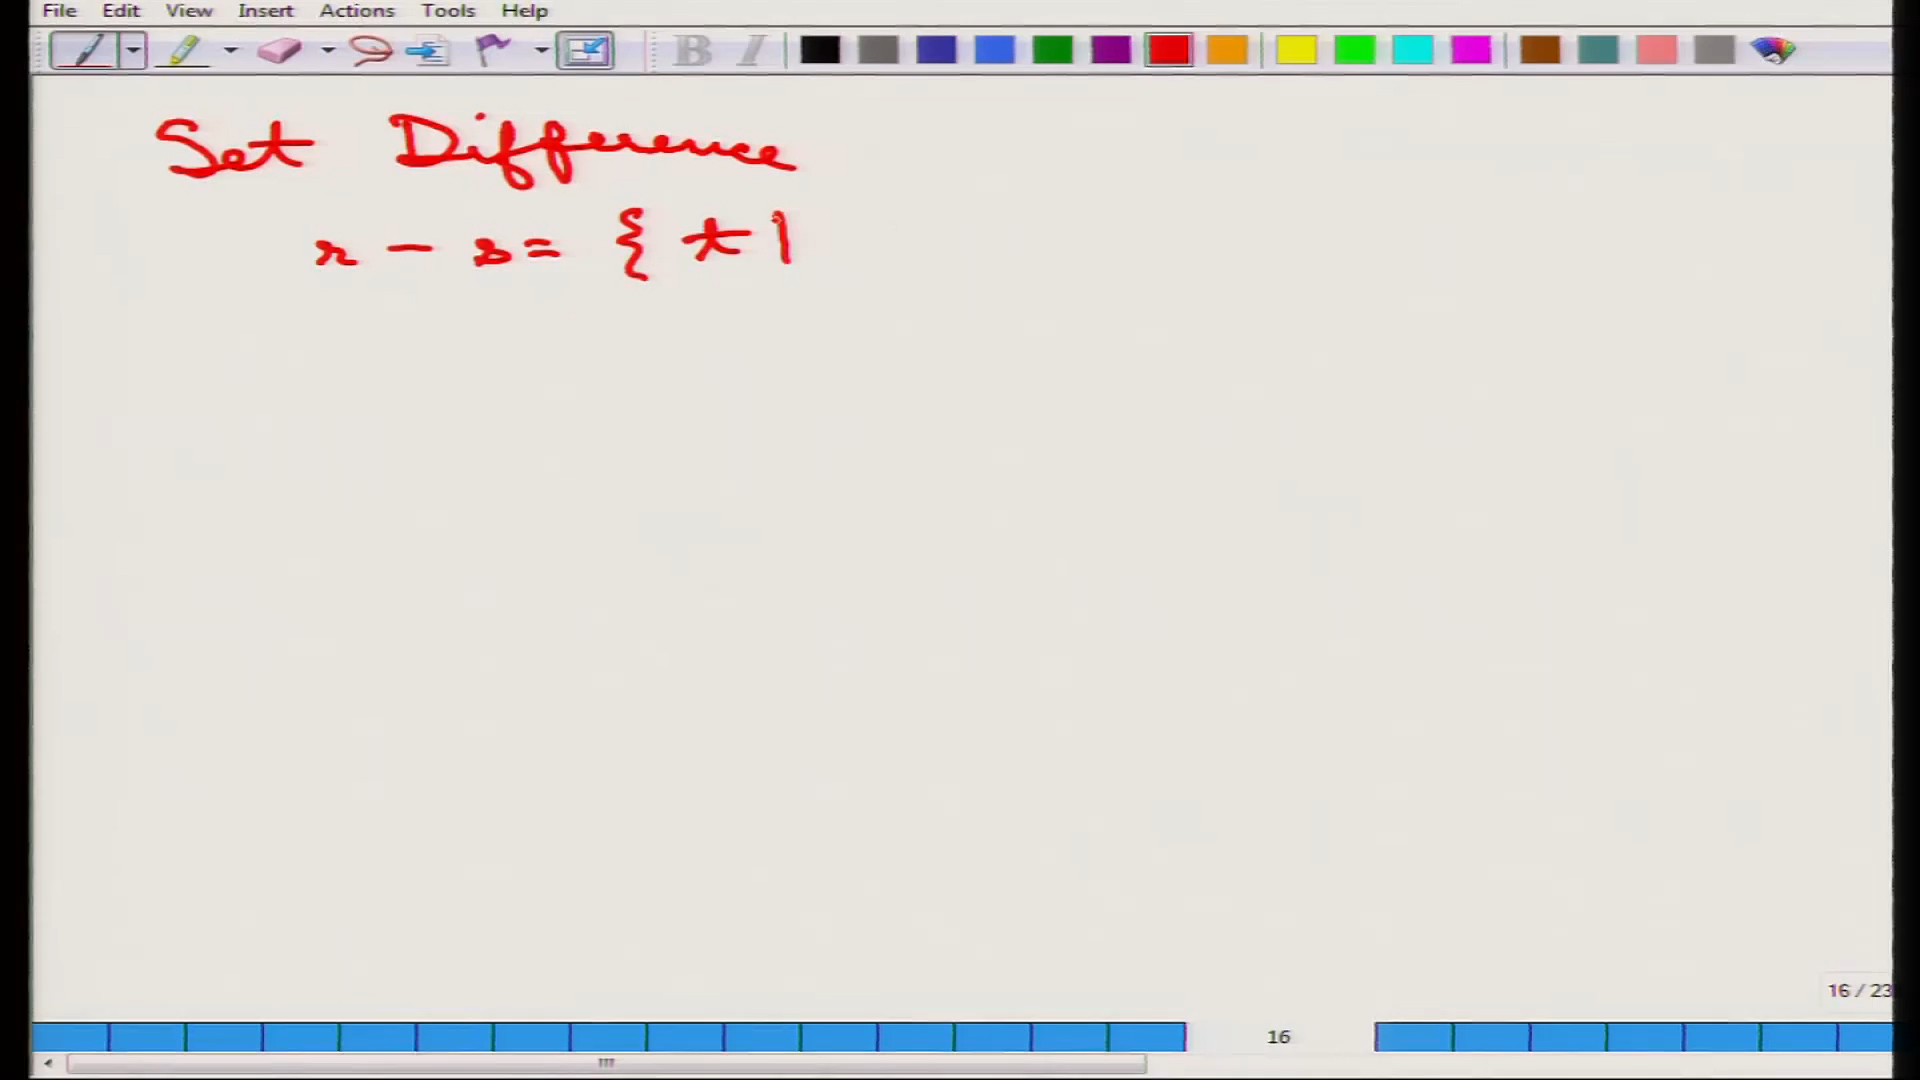 File Edit View Insert Actions Tools Help
B I
Set Difference
r - s = { t |
16 / 23
16